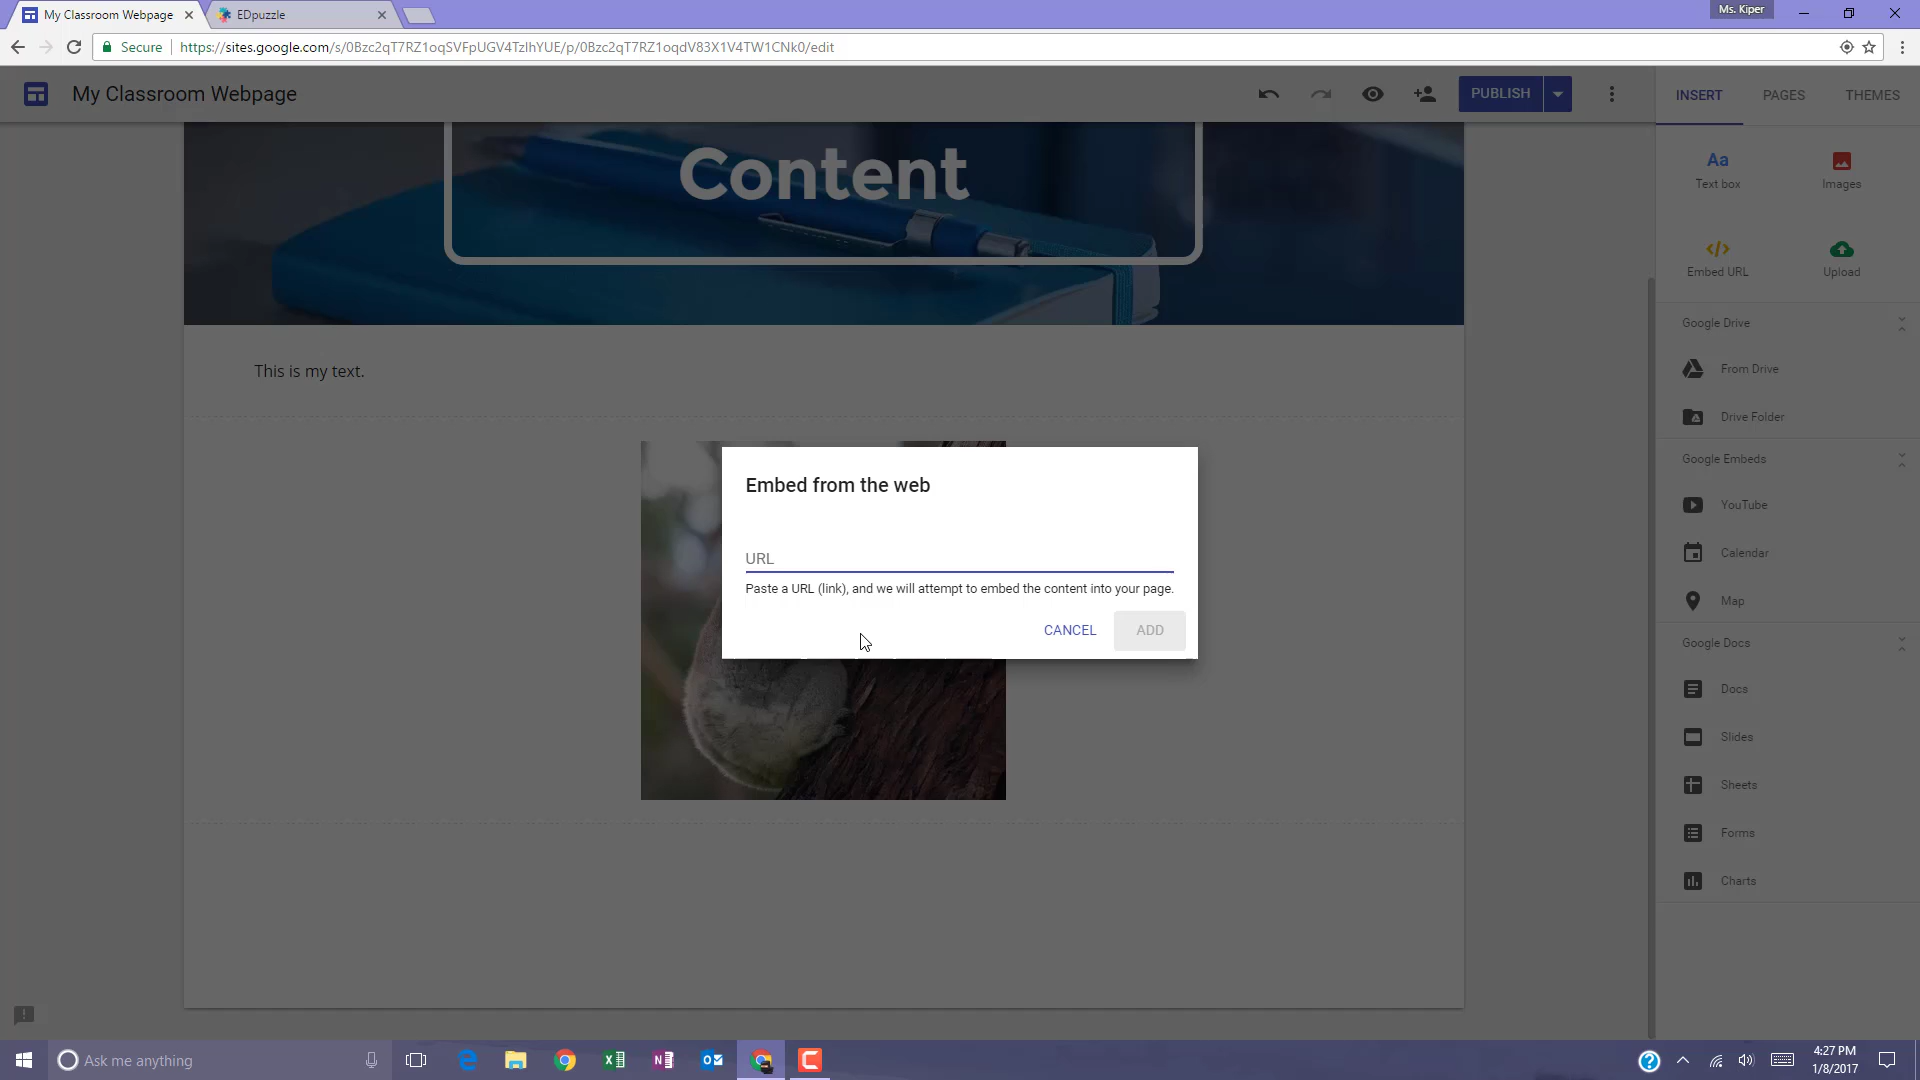 My Classroom Webpage
EDpuzzle
Ms. Kiper
Secure
https://sites.google.com/s/0Bzc2qT7RZ1oqSVFpUGV4TzlhYUE/p/0Bzc2qT7RZ1oqdV83X1V4TW1CNk0/edit
My Classroom Webpage
PUBLISH
INSERT
PAGES
THEMES
Content
Aa
Text box
Images
Embed URL
Upload
Google Drive
From Drive
Drive Folder
This is my text.
Google Embeds
YouTube
Calendar
Map
Embed from the web
URL
Paste a URL (link), and we will attempt to embed the content into your page.
CANCEL
ADD
Google Docs
Docs
Slides
Sheets
Forms
Charts
Ask me anything
4:27 PM
1/8/2017